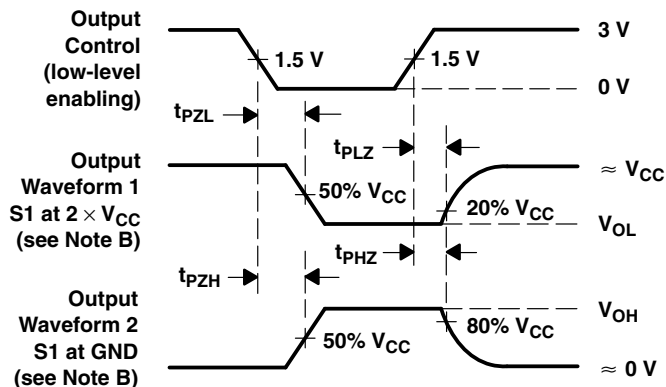 Output
Control
(low-level
enabling)
1.5 V
1.5 V
3 V
0 V
tPZL
tPLZ
Output
Waveform 1
S1 at 2 × VCC
(see Note B)
50% VCC
20% VCC
≈ VCC
VOL
tPZH
tPHZ
Output
Waveform 2
S1 at GND
(see Note B)
50% VCC
80% VCC
VOH
≈ 0 V